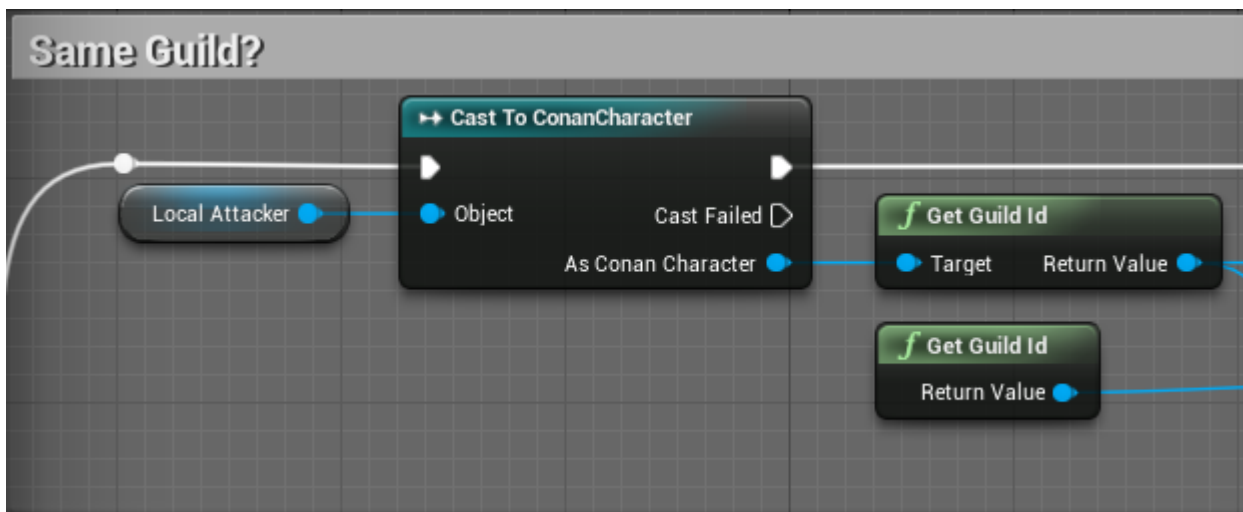 Same Guild?
Cast To ConanCharacter
Local Attacker
Object
Cast Failed
As Conan Character
f Get Guild Id
Target
Return Value
f Get Guild Id
Return Value